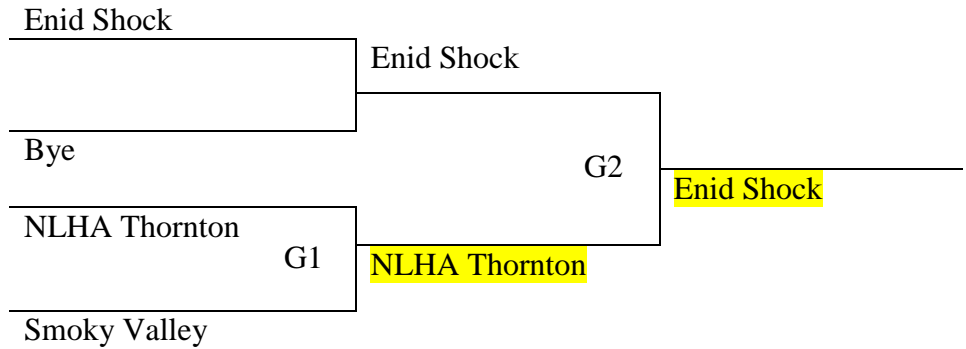 Enid Shock
Enid Shock
Bye
G2
Enid Shock
NLHA Thornton
G1
NLHA Thornton
Smoky Valley